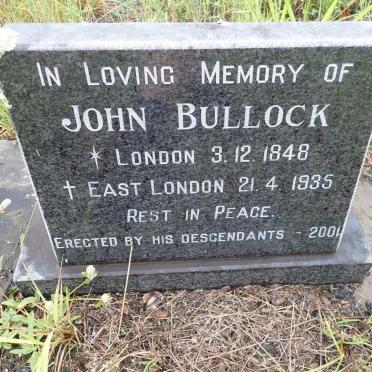 In Loving Memory of
John Bullock
* London 3. 12. 1848
† East London 21. 4. 1935
Rest in Peace.
Erected by his descendants - 2001